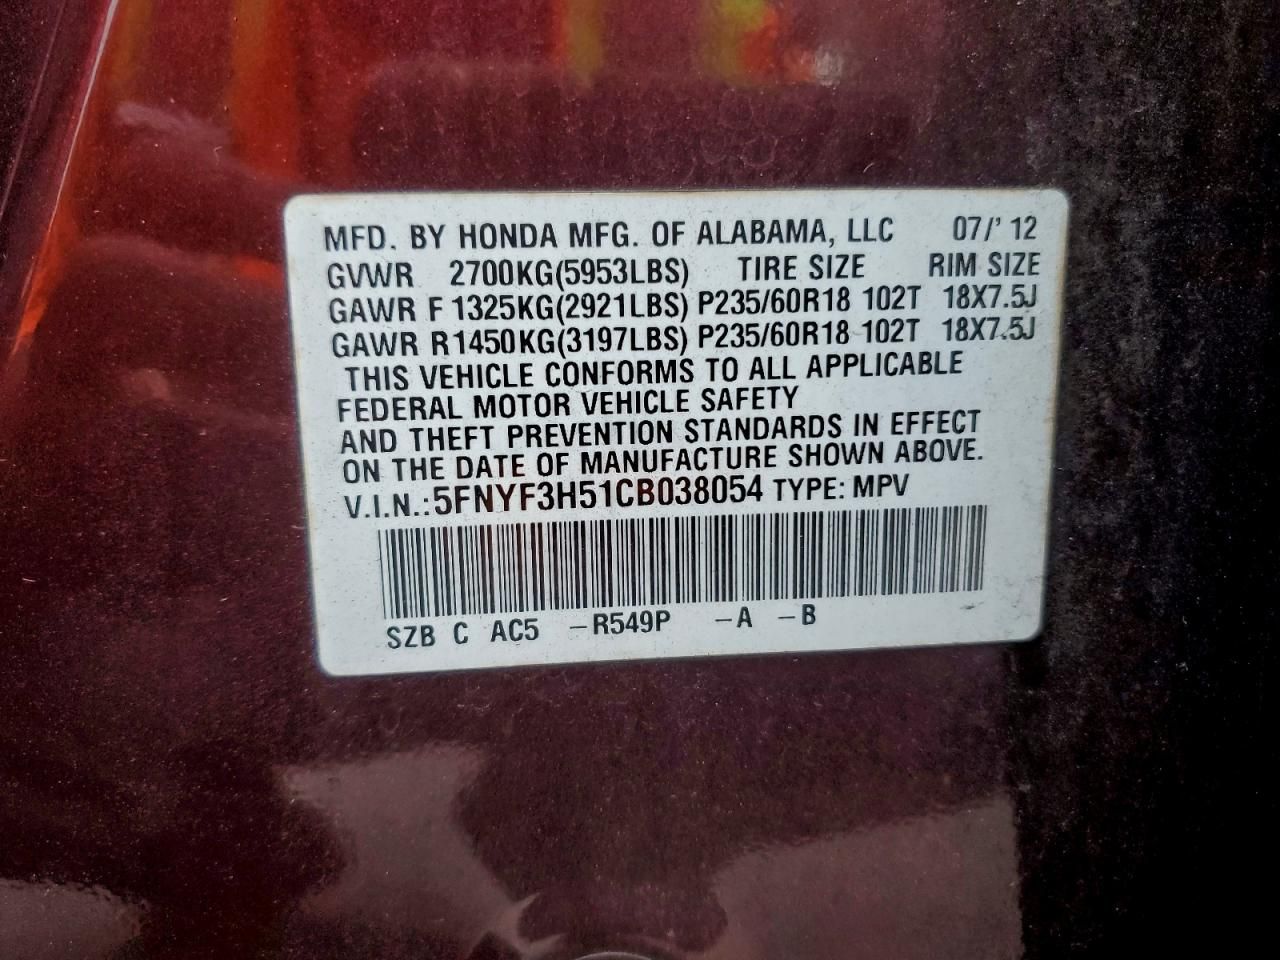 MFD. BY HONDA MFG. OF ALABAMA, LLC 07/' 12
GVWR 2700KG(5953LBS) TIRE SIZE RIM SIZE
GAWR F 1325KG(2921LBS) P235/60R18 102T 18X7.5J
GAWR R1450KG(3197LBS) P235/60R18 102T 18X7.5J
THIS VEHICLE CONFORMS TO ALL APPLICABLE
FEDERAL MOTOR VEHICLE SAFETY
AND THEFT PREVENTION STANDARDS IN EFFECT
ON THE DATE OF MANUFACTURE SHOWN ABOVE.
V.I.N.:5FNYF3H51CB038054 TYPE: MPV
SZB C AC5 -R549P -A -B